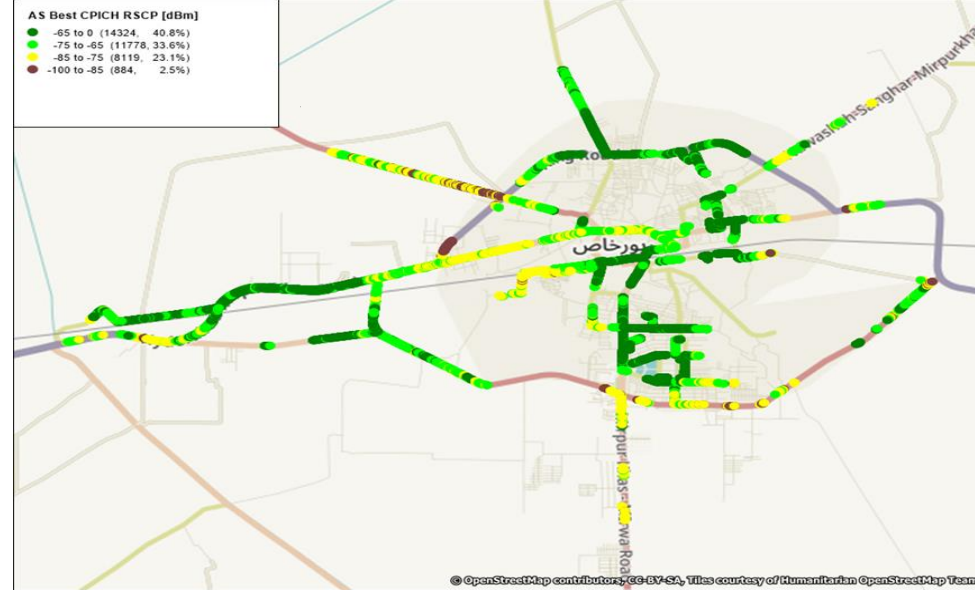 AS Best CPICH RSCP [dBm]
-65 to 0 (14324, 40.8%)
-75 to -65 (11778, 33.6%)
-85 to -75 (8119, 23.1%)
-100 to -85 (884, 2.5%)
پورخاص
© OpenStreetMap contributors, CC-BY-SA, Tiles courtesy of Humanitarian OpenStreetMap Team